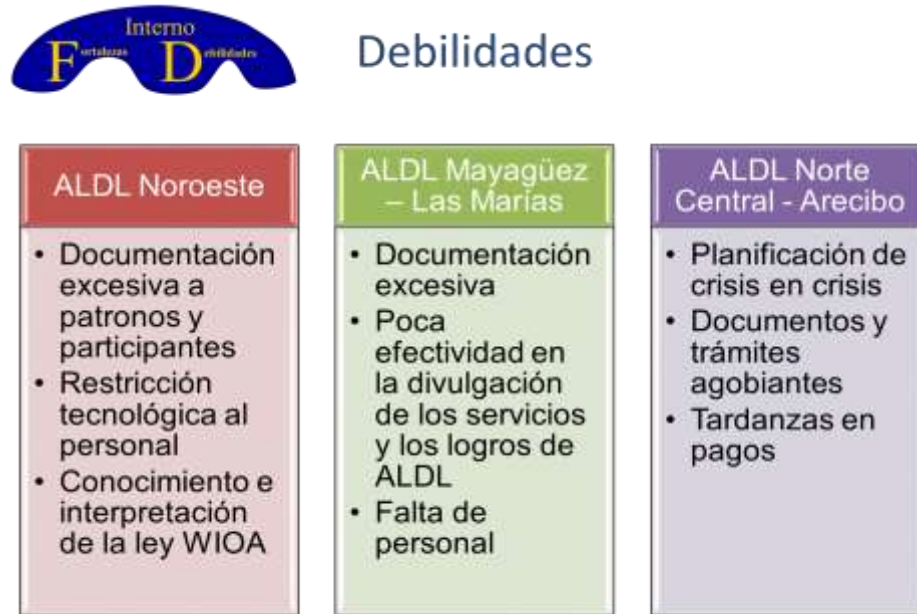 Interno
Fortalezas Debilidades
Debilidades
ALDL Noroeste
• Documentación
excesiva a
patronos y
participantes
• Restricción
tecnológica al
personal
• Conocimiento e
interpretación
de la ley WIOA
ALDL Mayagüez
– Las Marías
• Documentación
excesiva
• Poca
efectividad en
la divulgación
de los servicios
y los logros de
ALDL
• Falta de
personal
ALDL Norte
Central - Arecibo
• Planificación de
crisis en crisis
• Documentos y
trámites
agobiantes
• Tardanzas en
pagos